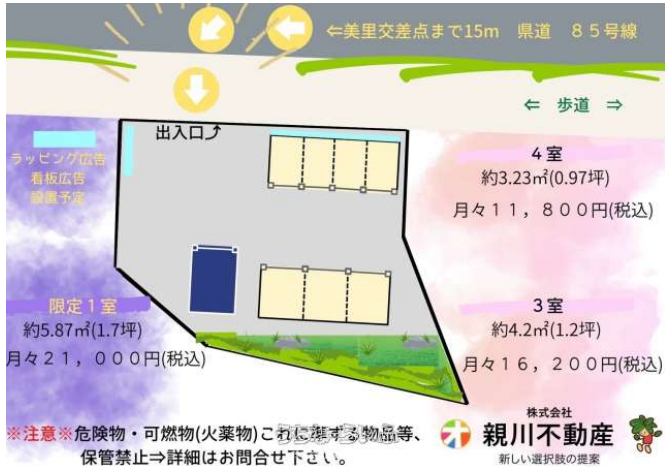 ⇐美里交差点まで15m 県道 85号線
⇐ 歩道 ⇒
出入口⤴
ラッピング広告
看板広告
設置予定
4室
約3.23㎡(0.97坪)
月々11,800円(税込)
限定1室
約5.87㎡(1.7坪)
月々21,000円(税込)
3室
約4.2㎡(1.2坪)
月々16,200円(税込)
※注意※危険物・可燃物(火薬物)これに準する物品等、
保管禁止⇒詳細はお問合せ下さい。
株式会社
親川不動産
新しい選択肢の提案